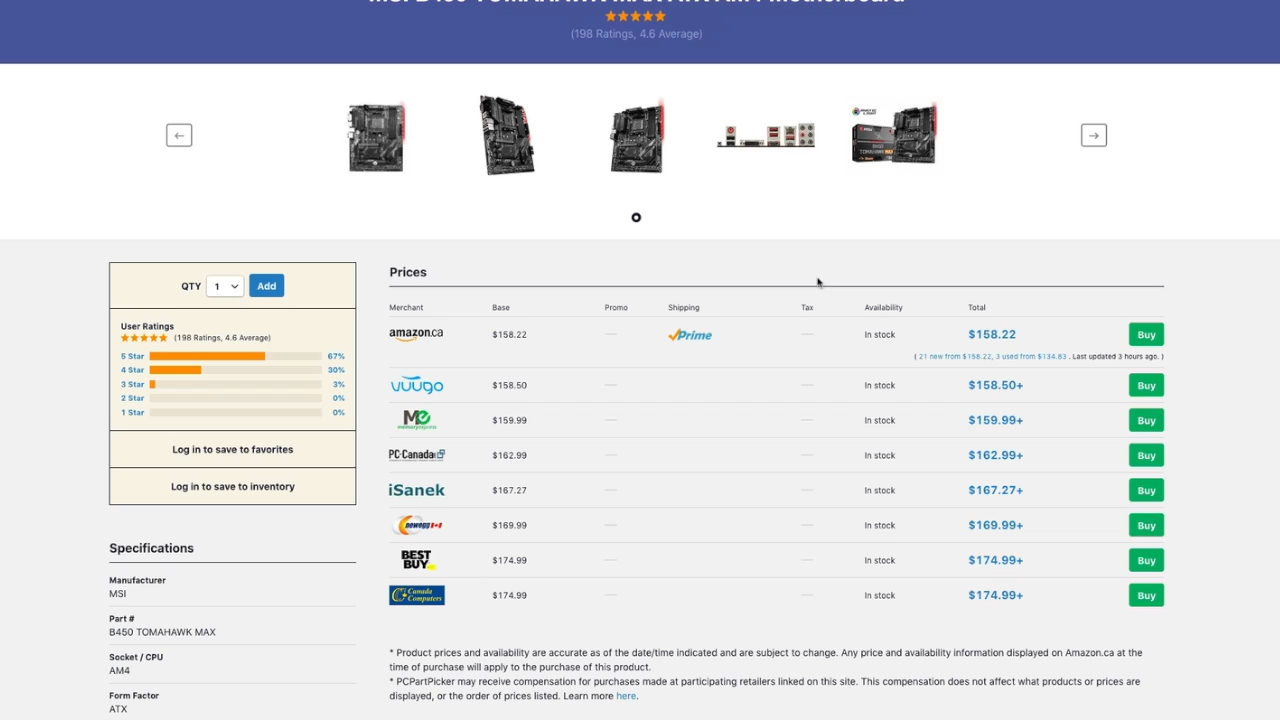 (198 Ratings, 4.6 Average)
QTY 1 Add
User Ratings
(198 Ratings, 4.6 Average)
5 Star 67%
4 Star 30%
3 Star 3%
2 Star 0%
1 Star 0%
Log in to save to favorites
Log in to save to inventory
Specifications
Manufacturer
MSI
Part #
B450 TOMAHAWK MAX
Socket / CPU
AM4
Form Factor
ATX
Prices
Merchant Base Promo Shipping Tax Availability Total
amazon.ca $158.22 — Prime — In stock $158.22 Buy
( 21 new from $158.22, 3 used from $134.83 . Last updated 3 hours ago. )
vuugo $158.50 — — In stock $158.50+ Buy
memoryexpress $159.99 — — In stock $159.99+ Buy
PC-Canada $162.99 — — In stock $162.99+ Buy
iSanek $167.27 — — In stock $167.27+ Buy
newegg $169.99 — — In stock $169.99+ Buy
BEST BUY $174.99 — — In stock $174.99+ Buy
Canada Computers $174.99 — — In stock $174.99+ Buy
* Product prices and availability are accurate as of the date/time indicated and are subject to change. Any price and availability information displayed on Amazon.ca at the
time of purchase will apply to the purchase of this product.
* PCPartPicker may receive compensation for purchases made at participating retailers linked on this site. This compensation does not affect what products or prices are
displayed, or the order of prices listed. Learn more here.